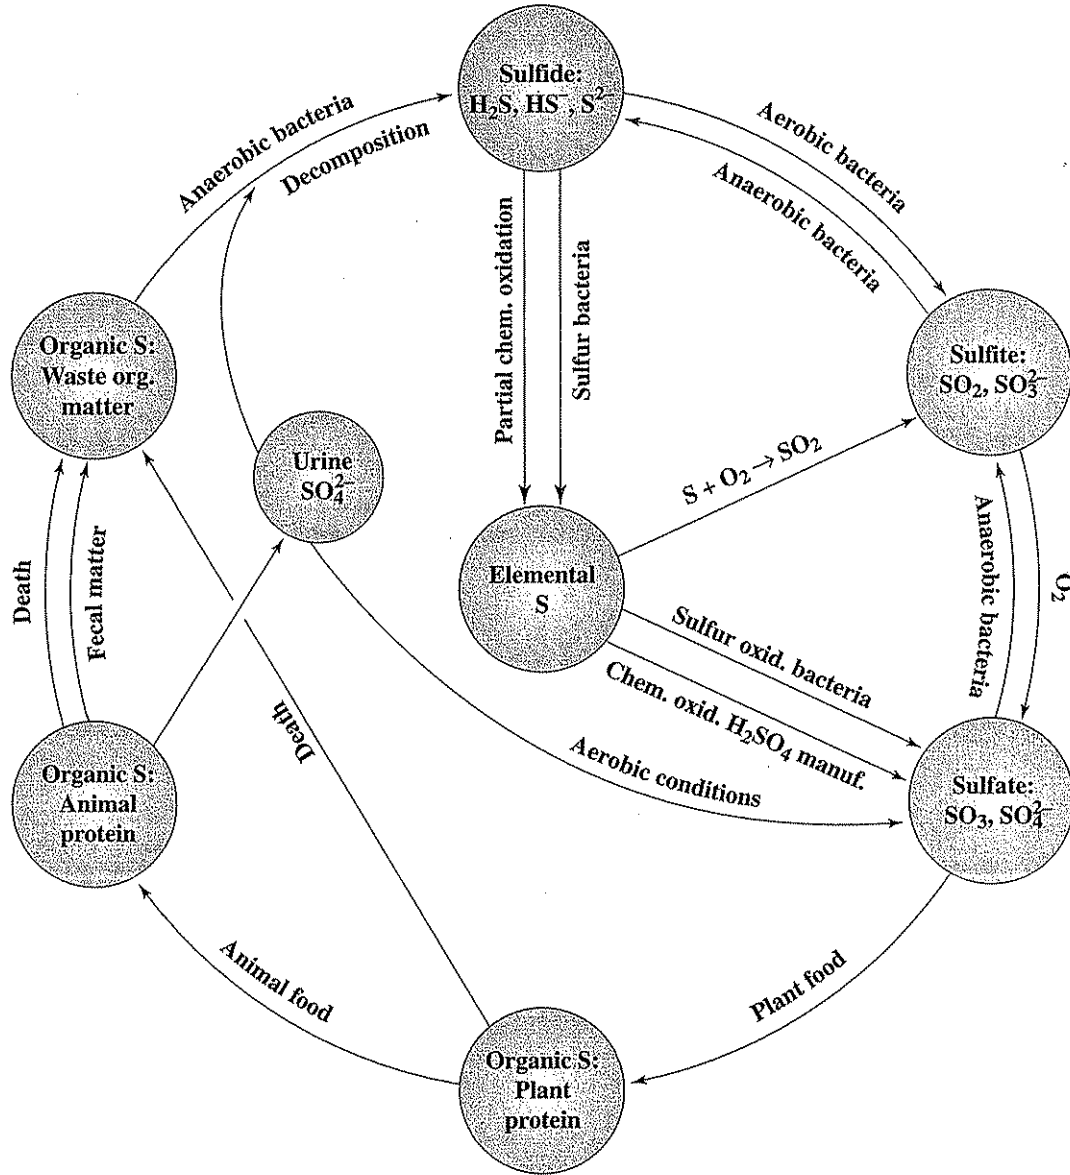 Sulfide:
H₂S, HS⁻, S²⁻
Anaerobic bacteria
Decomposition
Aerobic bacteria
Anaerobic bacteria
Partial chem. oxidation
Sulfur bacteria
Organic S:
Waste org.
matter
Sulfite:
SO₂, SO₃²⁻
Urine
SO₄²⁻
S + O₂ → SO₂
Death
Fecal matter
Elemental
S
Anaerobic bacteria
O₂
Sulfur oxid. bacteria
Chem. oxid. H₂SO₄ manuf.
Death
Aerobic conditions
Organic S:
Animal
protein
Sulfate:
SO₃, SO₄²⁻
Animal food
Plant food
Organic S:
Plant
protein